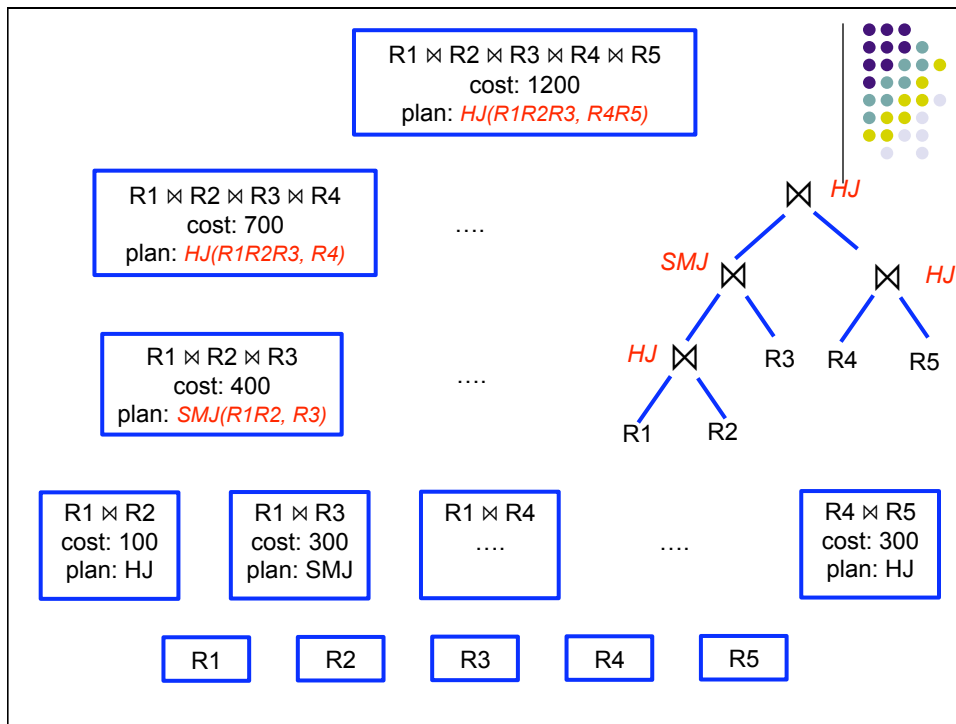 R1 ⋈ R2 ⋈ R3 ⋈ R4 ⋈ R5
cost: 1200
plan: HJ(R1R2R3, R4R5)
R1 ⋈ R2 ⋈ R3 ⋈ R4
cost: 700
plan: HJ(R1R2R3, R4)
....
R1 ⋈ R2 ⋈ R3
cost: 400
plan: SMJ(R1R2, R3)
....
⋈ HJ
SMJ ⋈
⋈ HJ
HJ ⋈
R3
R4
R5
R1
R2
R1 ⋈ R2
cost: 100
plan: HJ
R1 ⋈ R3
cost: 300
plan: SMJ
R1 ⋈ R4
....
....
R4 ⋈ R5
cost: 300
plan: HJ
R1
R2
R3
R4
R5